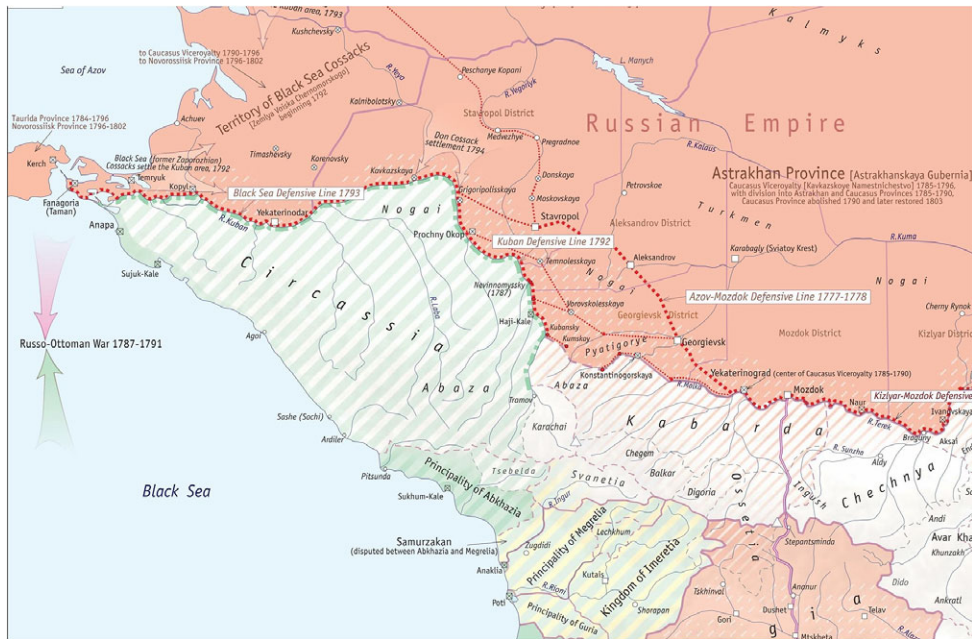 to Kuban area, 1793
to Caucasus Viceroyalty 1790-1796
to Novorossiisk Province 1796-1802
Kushchevsky
Kalmyks
Sea of Azov
L. Manych
Peschanye Kopani
R.Yeya
R.Yegorlyk
Territory of Black Sea Cossacks
[Zemlya Voiska Chernomorskogo]
beginning 1792
Kalnibolotsky
Taurida Province 1784-1796
Novorossiisk Province 1796-1802
Achuev
Stavropol District
Medvezhye
Pregradnoe
Russian Empire
R.Kalaus
Don Cossack
settlement 1794
Timashevsky
Korenovsky
Kerch
Black Sea (former Zaporozhian)
Cossacks settle the Kuban area, 1792
Temryuk
Kopyl
Kavkazskaya
Donskaya
Astrakhan Province [Astrakhanskaya Gubernia]
Caucasus Viceroyalty [Kavkazskoye Namestnichestvo] 1785-1796,
with division into Astrakhan and Caucasus Provinces 1785-1790,
Caucasus Province abolished 1790 and later restored 1803
Black Sea Defensive Line 1793
Grigoripolisskaya
Petrovskoe
Fanagoria
(Taman)
Moskovskaya
Turkmen
Yekaterinodar
Nogai
Stavropol
Aleksandrov District
Anapa
R.Kuban
Prochny Okop
Kuban Defensive Line 1792
R.Kuma
Karabagly (Sviatoy Krest)
Sujuk-Kale
Circassia
Temnolesskaya
Aleksandrov
Nogai
Nogai
Nevinnomyssky
(1787)
R.Laba
Azov-Mozdok Defensive Line 1777-1778
Vorovskolesskaya
Haji-Kale
Georgievsk District
Cherny Rynok
Kubansky
Kumskoy
Mozdok District
Kizlyar District
Russo-Ottoman War 1787-1791
Agoi
Pyatigorye
Georgievsk
Konstantinogorskaya
Yekaterinograd (center of Caucasus Viceroyalty 1785-1790)
Abaza
Abaza
R.Malka
Mozdok
Kiziyar-Mozdok Defensive
Tramov
Naur
R.Terek
Ivangvskaya
Sashe (Sochi)
Karachai
Kabarda
Braguny
Aksai
Ardiler
R. Sunzha
Chegem
Aldy
Pitsunda
Principality of Abkhazia
Tsebelda
Balkar
Chechnya
Black Sea
Sukhum-Kale
Svanetia
Digoria
Ossetia
Ingush
R.Ingur
Andi
Samurzakan
(disputed between Abkhazia and Megrelia)
Zugdidi
Principality of Megrelia
Lechkhum
Stepantsminda
Avar Kha
Khunzakh
Anaklia
Kingdom of Imeretia
Dido
Kutais
Tskhinval
Ananur
Ankratl
Poti
R.Rioni
Shorapan
Dushet
Telav
Principality of Guria
Gori
gia
Mtskheta